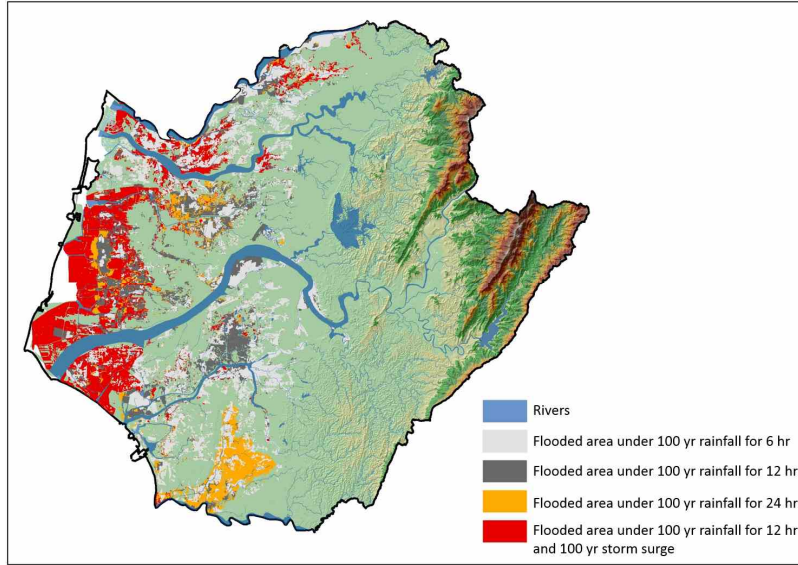 Rivers
Flooded area under 100 yr rainfall for 6 hr
Flooded area under 100 yr rainfall for 12 hr
Flooded area under 100 yr rainfall for 24 hr
Flooded area under 100 yr rainfall for 12 hr
and 100 yr storm surge